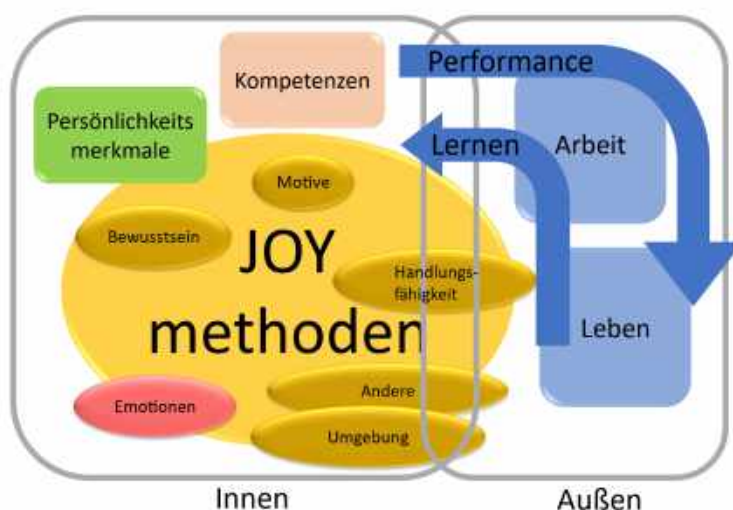 Kompetenzen
Performance
Persönlichkeits
merkmale
Lernen
Arbeit
Motive
Bewusstsein
JOY
Handlungs-
fähigkeit
methoden
Leben
Andere
Emotionen
Umgebung
Innen
Außen